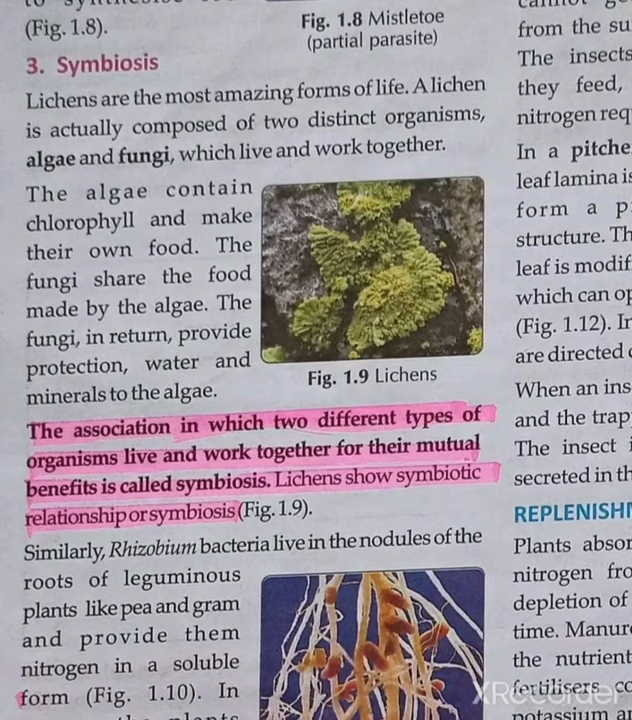 (Fig. 1.8).
Fig. 1.8 Mistletoe
(partial parasite)
3. Symbiosis
Lichens are the most amazing forms of life. A lichen
is actually composed of two distinct organisms,
algae and fungi, which live and work together.
The algae contain
chlorophyll and make
their own food. The
fungi share the food
made by the algae. The
fungi, in return, provide
protection, water and
minerals to the algae.
Fig. 1.9 Lichens
The association in which two different types of
organisms live and work together for their mutual
benefits is called symbiosis. Lichens show symbiotic
relationship or symbiosis (Fig. 1.9).
Similarly, Rhizobium bacteria live in the nodules of the
roots of leguminous
plants like pea and gram
and provide them
nitrogen in a soluble
form (Fig. 1.10). In
from the su
The insects
they feed,
nitrogen req
In a pitche
leaf lamina is
form a p
structure. Th
leaf is modif
which can op
(Fig. 1.12). In
are directed
When an ins
and the trap
The insect
secreted in th
REPLENISHM
Plants absor
nitrogen fro
depletion of
time. Manure
the nutrient
fertilisers co
potassium ar
XRecorder